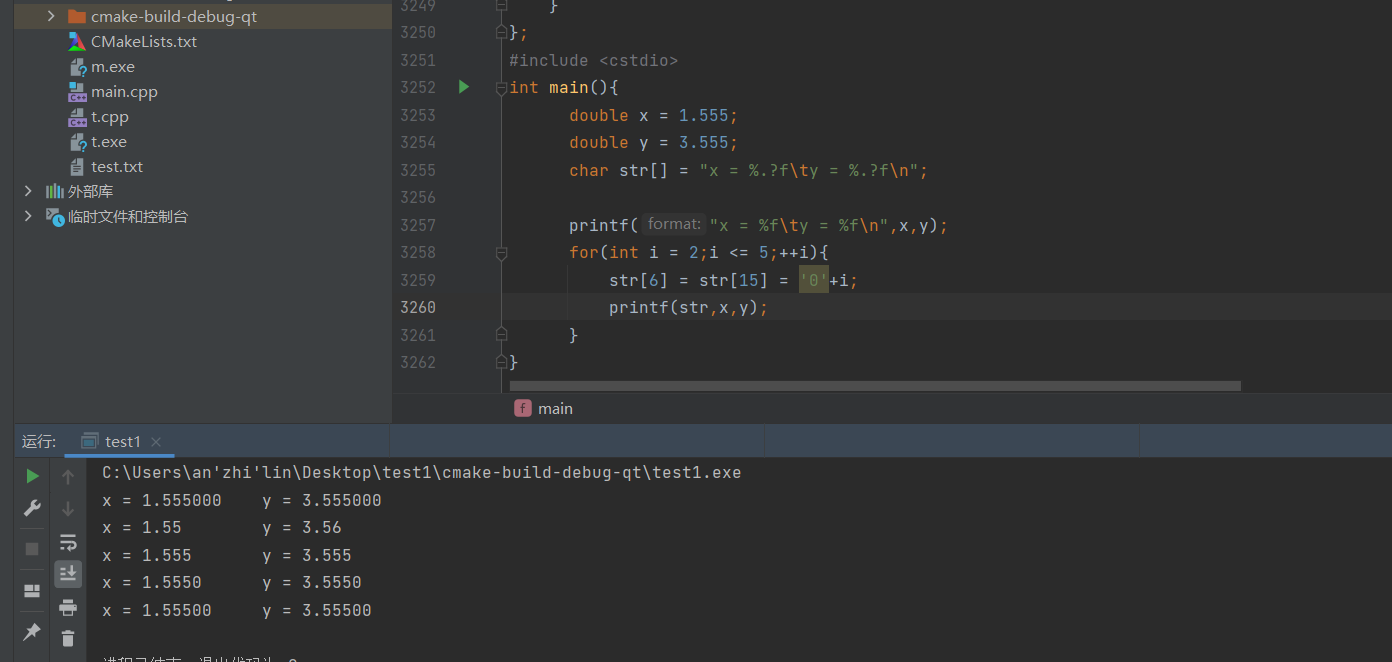 cmake-build-debug-qt
CMakeLists.txt
m.exe
main.cpp
t.cpp
t.exe
test.txt
外部库
临时文件和控制台
3249 }
3250 };
3251 #include <cstdio>
3252 int main(){
3253 double x = 1.555;
3254 double y = 3.555;
3255 char str[] = "x = %.?f\ty = %.?f\n";
3256
3257 printf( format: "x = %f\ty = %f\n",x,y);
3258 for(int i = 2;i <= 5;++i){
3259 str[6] = str[15] = '0'+i;
3260 printf(str,x,y);
3261 }
3262 }
f main
运行: test1
C:\Users\an'zhi'lin\Desktop\test1\cmake-build-debug-qt\test1.exe
x = 1.555000 y = 3.555000
x = 1.55 y = 3.56
x = 1.555 y = 3.555
x = 1.5550 y = 3.5550
x = 1.55500 y = 3.55500